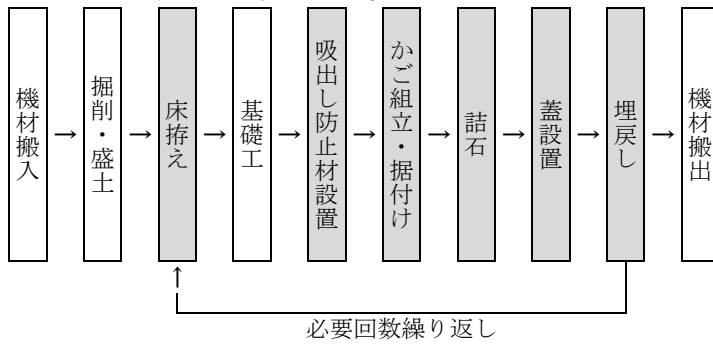 機材搬入
→
掘削・盛土
→
床拵え
→
基礎工
→
吸出し防止材設置
→
かご組立・据付け
→
詰石
→
蓋設置
→
埋戻し
→
機材搬出
↑
必要回数繰り返し